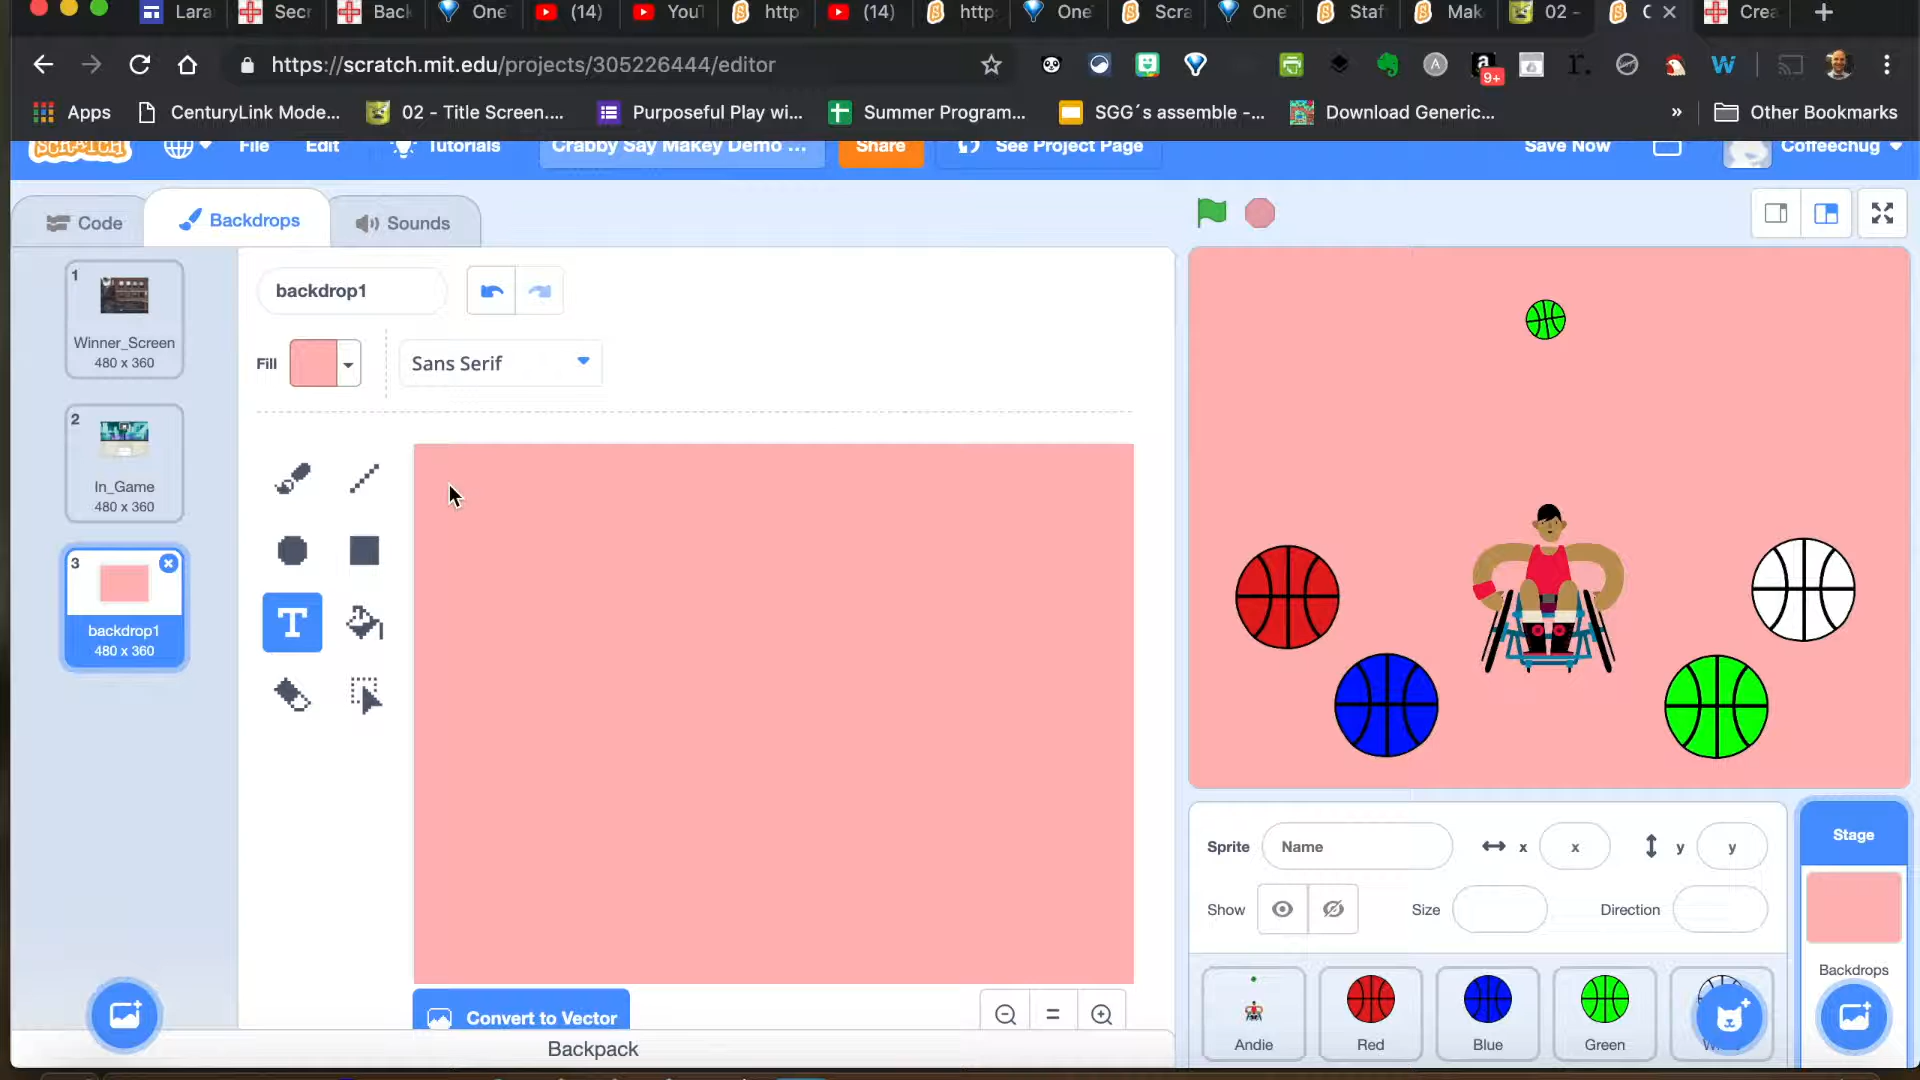 Lara Secr Back One (14) YouT http (14) http One Scra One Staf Mak 02 - C Crea
https://scratch.mit.edu/projects/305226444/editor
9+
Apps CenturyLink Mode... 02 - Title Screen.... Purposeful Play wi... Summer Program... SGG´s assemble -... Download Generic... » Other Bookmarks
SCRATCH File Edit Tutorials Crabby Say Makey Demo ... Share See Project Page Save Now Coffeechug
Code Backdrops Sounds
1
Winner_Screen
480 x 360
2
In_Game
480 x 360
3
backdrop1
480 x 360
backdrop1
Fill Sans Serif
T
Convert to Vector
Backpack
Sprite Name x x y y
Show Size Direction
Stage
Backdrops
Andie Red Blue Green